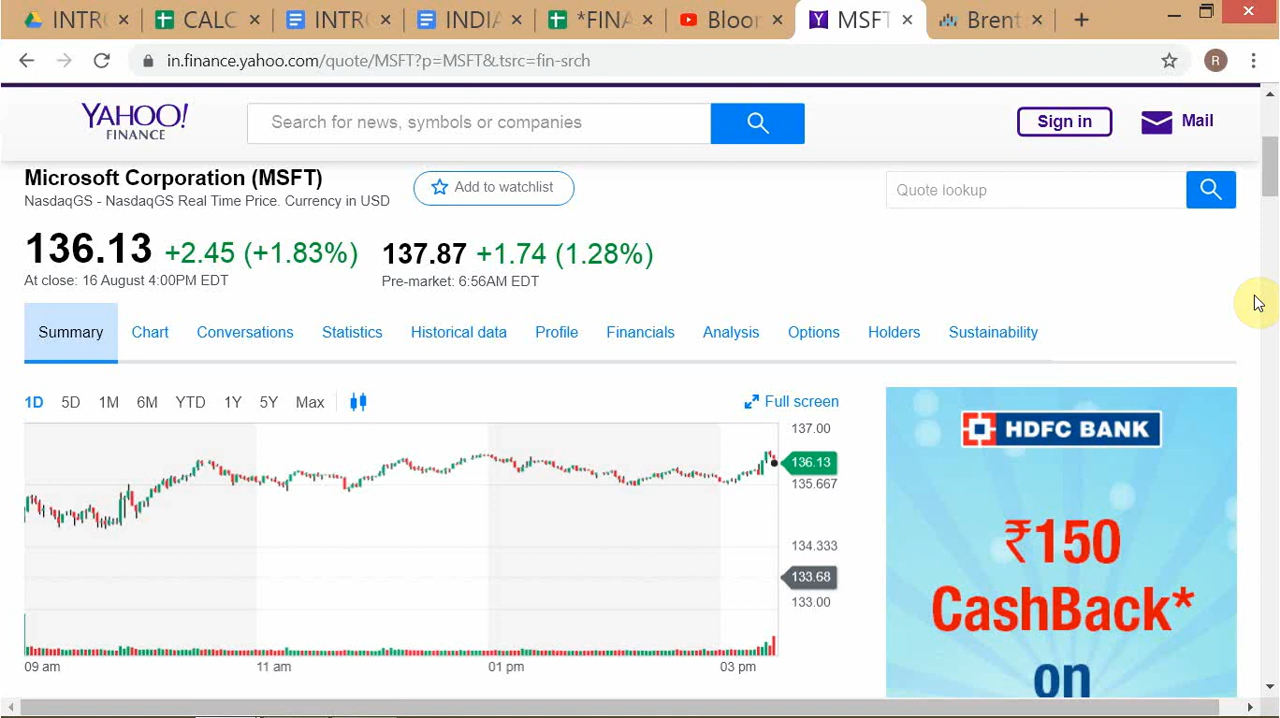 INTRO CALC INTRO INDIA *FINA Bloor MSFT Brent
in.finance.yahoo.com/quote/MSFT?p=MSFT&.tsrc=fin-srch R
YAHOO!
FINANCE
Search for news, symbols or companies
Sign in Mail
Microsoft Corporation (MSFT)
NasdaqGS - NasdaqGS Real Time Price. Currency in USD
Add to watchlist
Quote lookup
136.13 +2.45 (+1.83%) 137.87 +1.74 (1.28%)
At close: 16 August 4:00PM EDT Pre-market: 6:56AM EDT
Summary Chart Conversations Statistics Historical data Profile Financials Analysis Options Holders Sustainability
1D 5D 1M 6M YTD 1Y 5Y Max Full screen
137.00
136.13
135.667
134.333
133.68
133.00
09 am 11 am 01 pm 03 pm
HDFC BANK
₹150
CashBack*
on